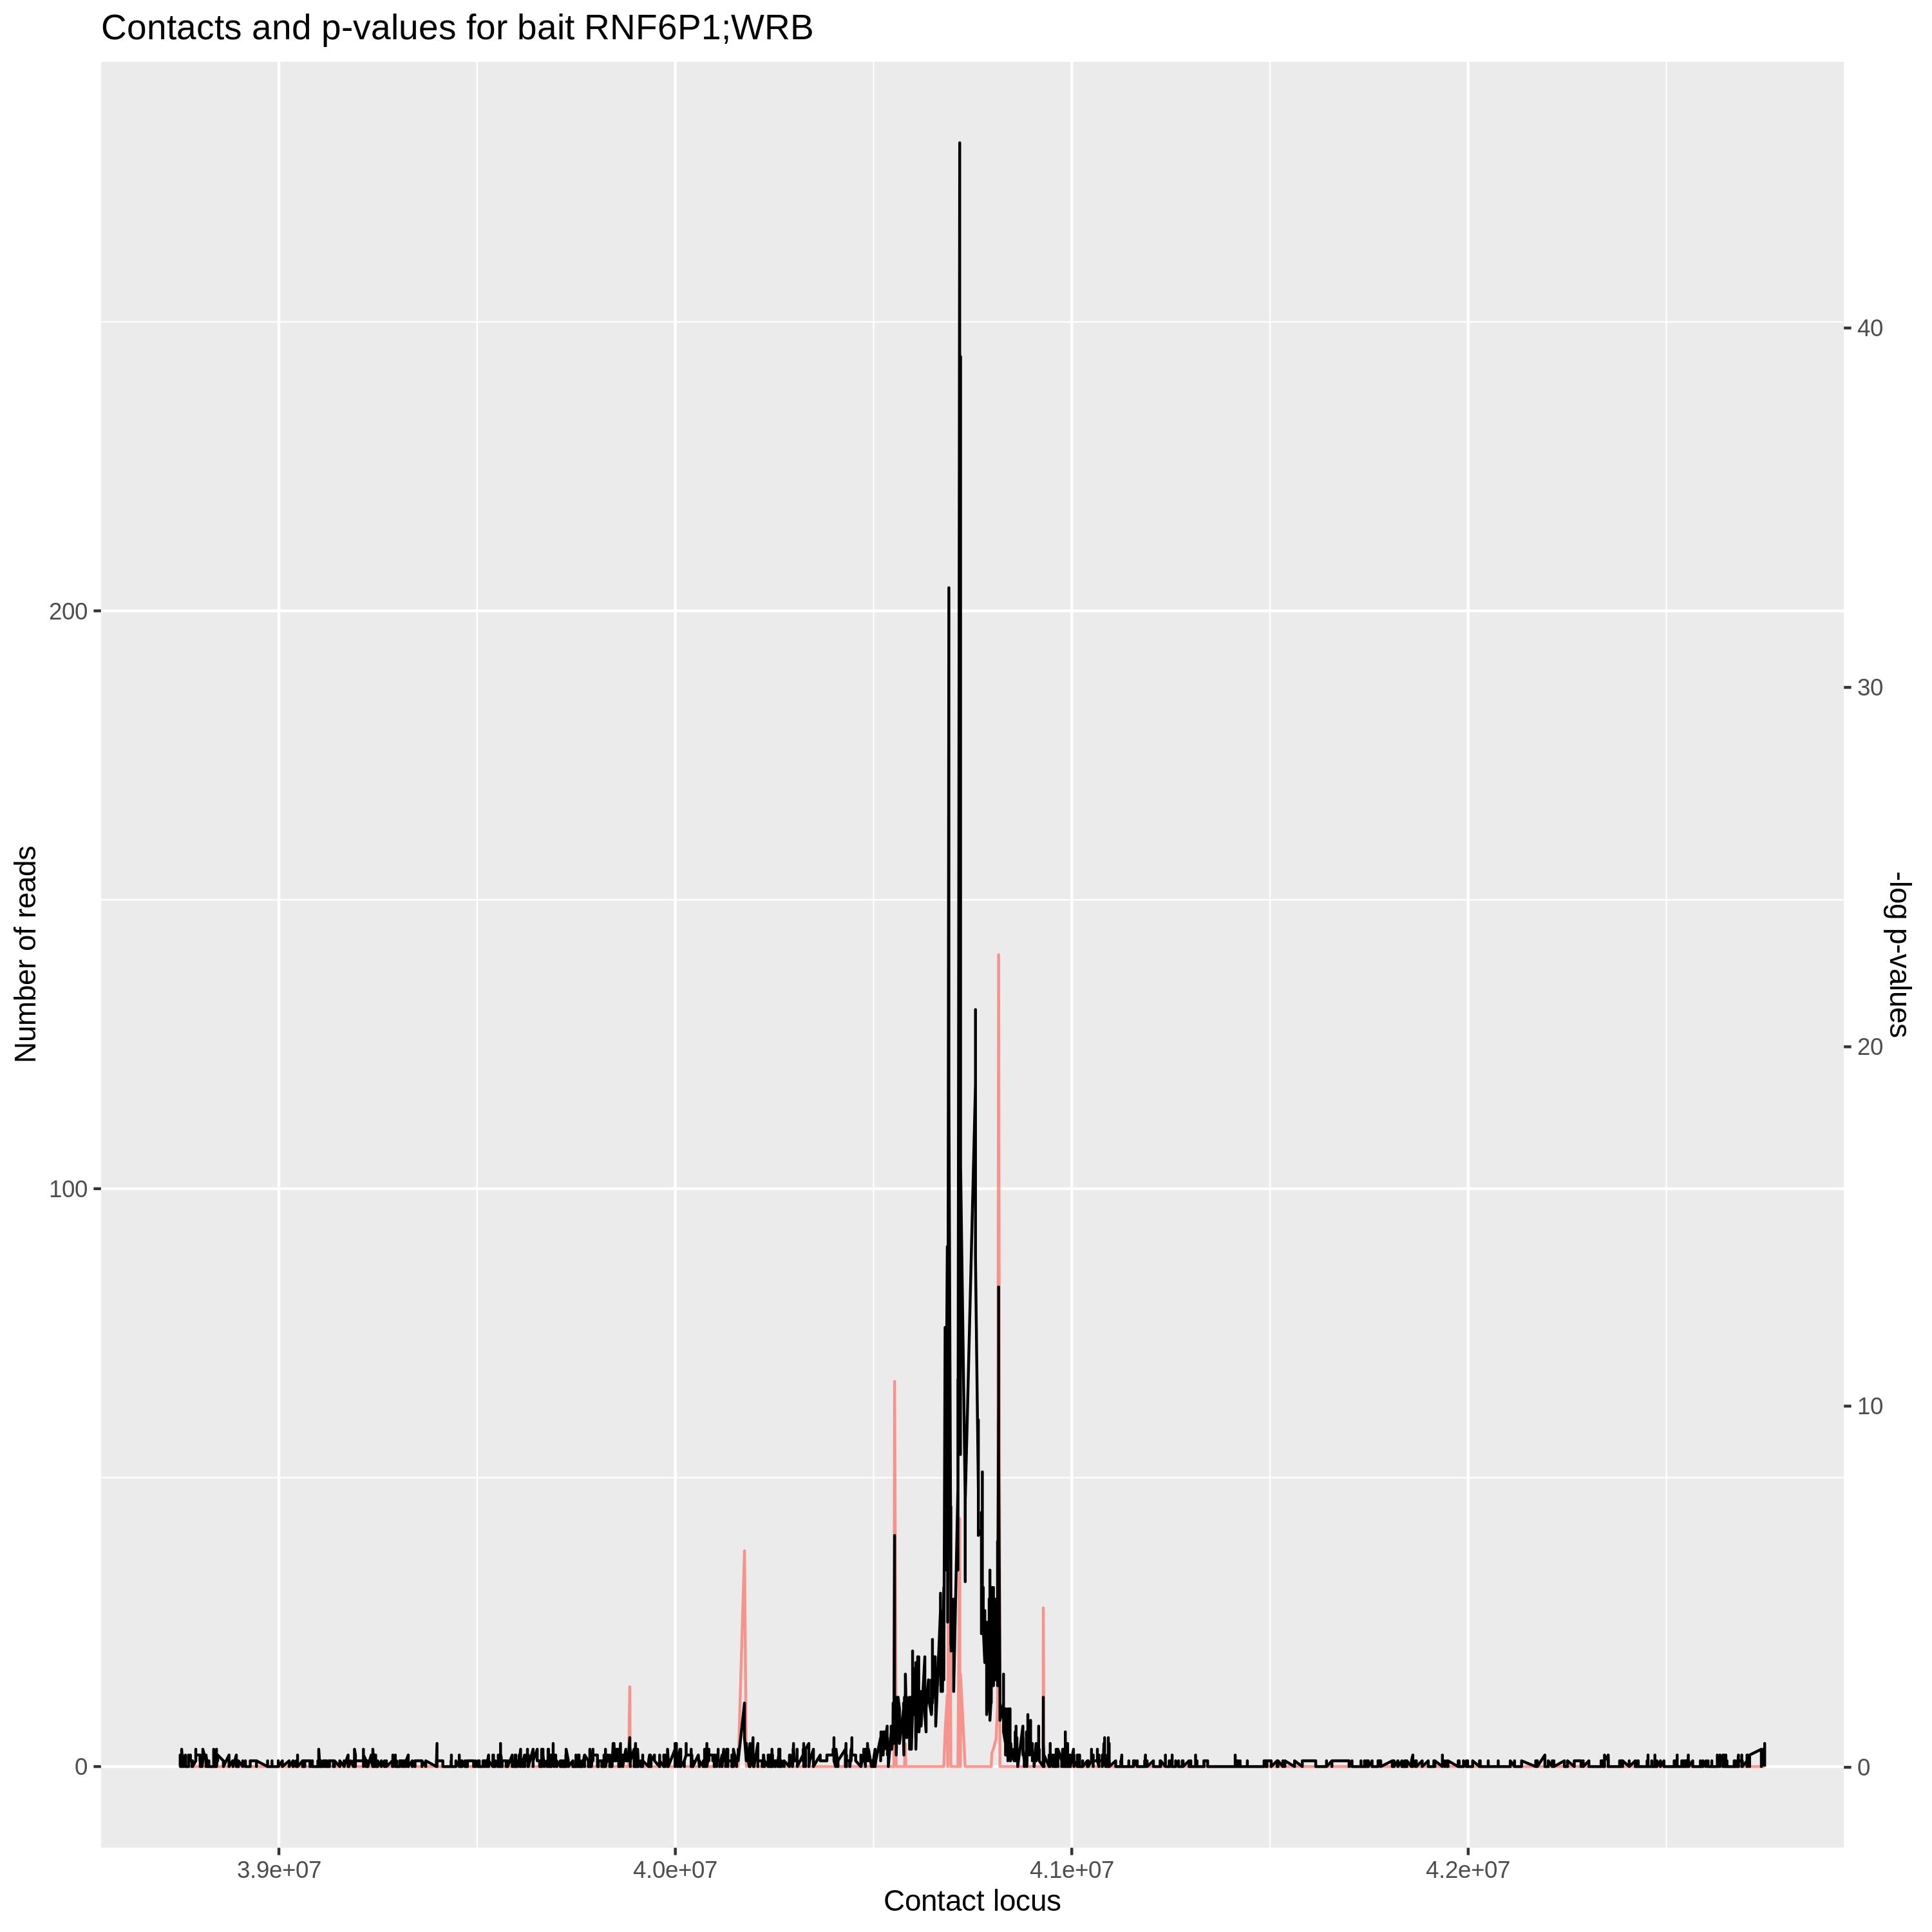 Contacts and p-values for bait RNF6P1;WRB
Number of reads
200
100
0
40
30
20
10
0
-log p-values
3.9e+07
4.0e+07
4.1e+07
4.2e+07
Contact locus